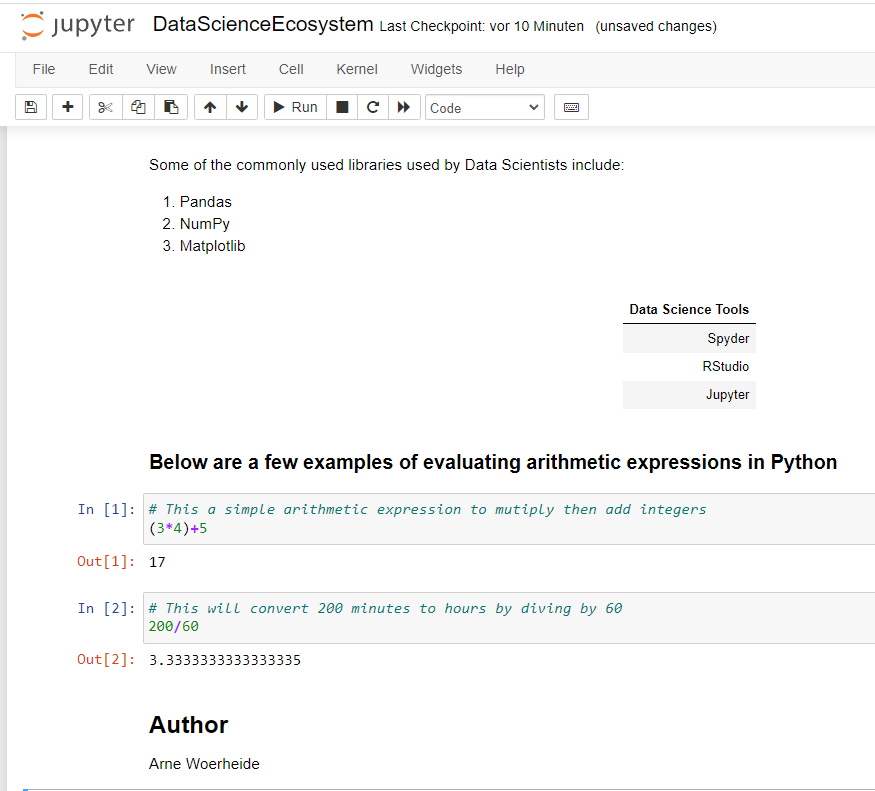 jupyter DataScienceEcosystem Last Checkpoint: vor 10 Minuten (unsaved changes)
File Edit View Insert Cell Kernel Widgets Help
Run Code
Some of the commonly used libraries used by Data Scientists include:
1. Pandas
2. NumPy
3. Matplotlib
Data Science Tools
Spyder
RStudio
Jupyter
Below are a few examples of evaluating arithmetic expressions in Python
In [1]: # This a simple arithmetic expression to mutiply then add integers
(3*4)+5
Out[1]: 17
In [2]: # This will convert 200 minutes to hours by diving by 60
200/60
Out[2]: 3.3333333333333335
Author
Arne Woerheide